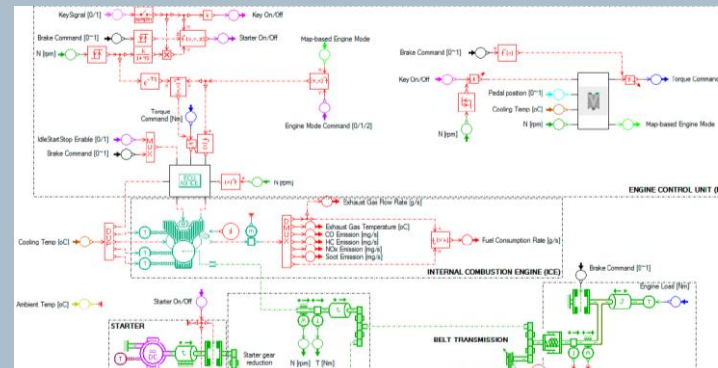 KeySignal [0/1]
Key On/Off
Brake Command [0~1]
Starter On/Off
N [rpm]
Map-based Engine Mode
Torque
Command [Nm]
Engine Mode Command [0/1/2]
IdleStartStop Enable [0/1]
Brake Command [0~1]
MUX
N [rpm]
Brake Command [0~1]
Key On/Off
Torque Command
Pedal position [0~1]
Cooling Temp [oC]
N [rpm]
N [rpm]
Map-based Engine Mode
ENGINE CONTROL UNIT (
Exhaust Gas Flow Rate [g/s]
Cooling Temp [oC]
Exhaust Gas Temperature [oC]
CO Emission [mg/s]
HC Emission [mg/s]
NOx Emission [mg/s]
Soot Emission [mg/s]
Fuel Consumption Rate [g/s]
INTERNAL COMBUSTION ENGINE (ICE)
Brake Command [0~1]
Engine Load [Nm]
Ambient Temp [oC]
Starter On/Off
STARTER
DC
Starter gear
reduction
N [rpm] T [Nm]
BELT TRANSMISSION